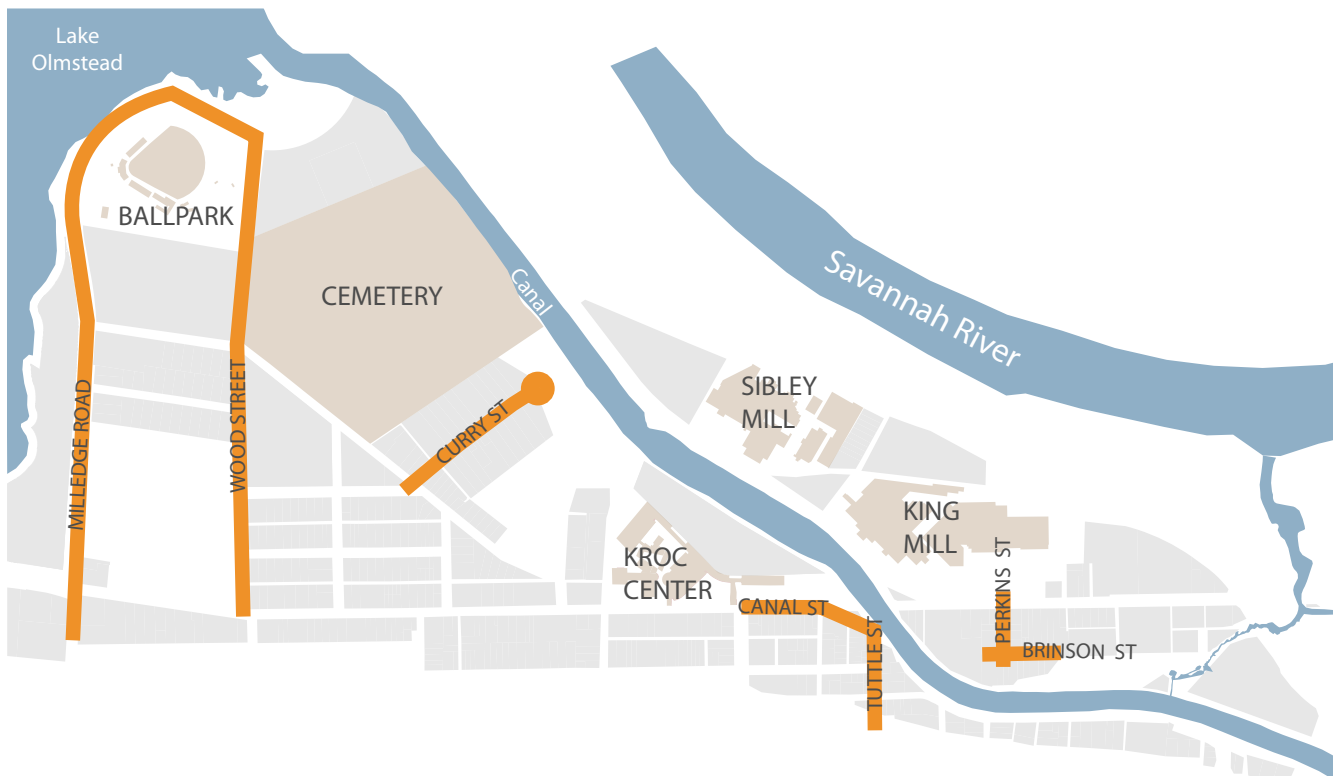 Lake
Olmstead
BALLPARK
CEMETERY
Canal
Savannah River
SIBLEY
MILL
MILLEDGE ROAD
WOOD STREET
CURRY ST
KING
MILL
KROC
CENTER
CANAL ST
TUTTLE ST
PERKINS ST
BRINSON ST